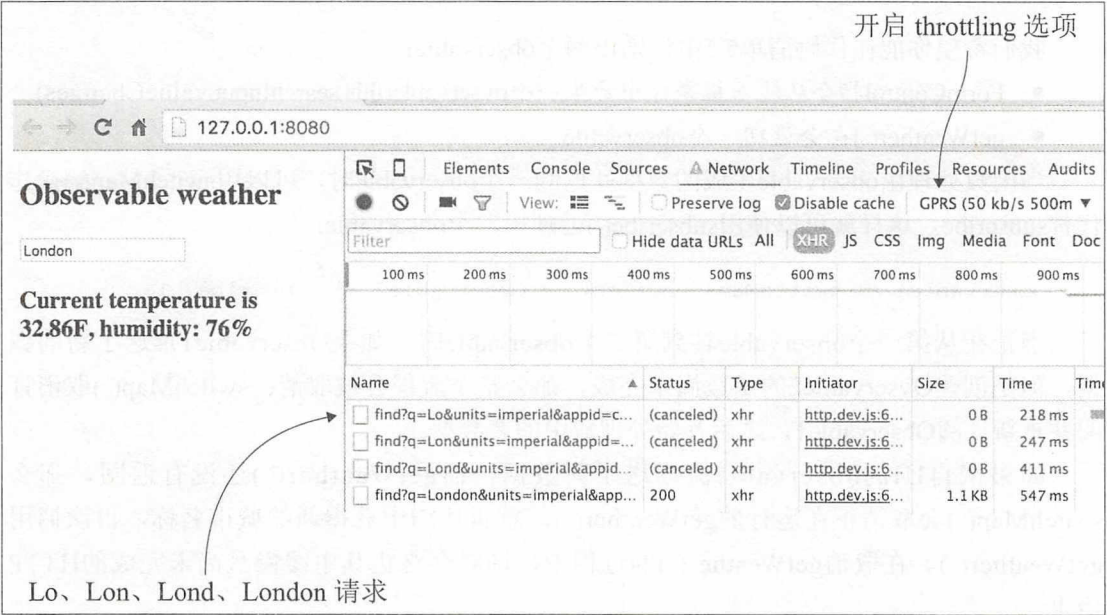 开启 throttling 选项
127.0.0.1:8080
Observable weather
London
Current temperature is
32.86F, humidity: 76%
Elements Console Sources Network Timeline Profiles Resources Audits
View: Preserve log Disable cache GPRS (50 kb/s 500m
Filter Hide data URLs All XHR JS CSS Img Media Font Doc
100 ms 200 ms 300 ms 400 ms 500 ms 600 ms 700 ms 800 ms 900 ms
Name Status Type Initiator Size Time Time
find?q=Lo&units=imperial&appid=c... (canceled) xhr http.dev.js:6... 0 B 218 ms
find?q=Lon&units=imperial&appid=... (canceled) xhr http.dev.js:6... 0 B 247 ms
find?q=Lond&units=imperial&appid... (canceled) xhr http.dev.js:6... 0 B 411 ms
find?q=London&units=imperial&app... 200 xhr http.dev.js:6... 1.1 KB 547 ms
Lo、Lon、Lond、London 请求